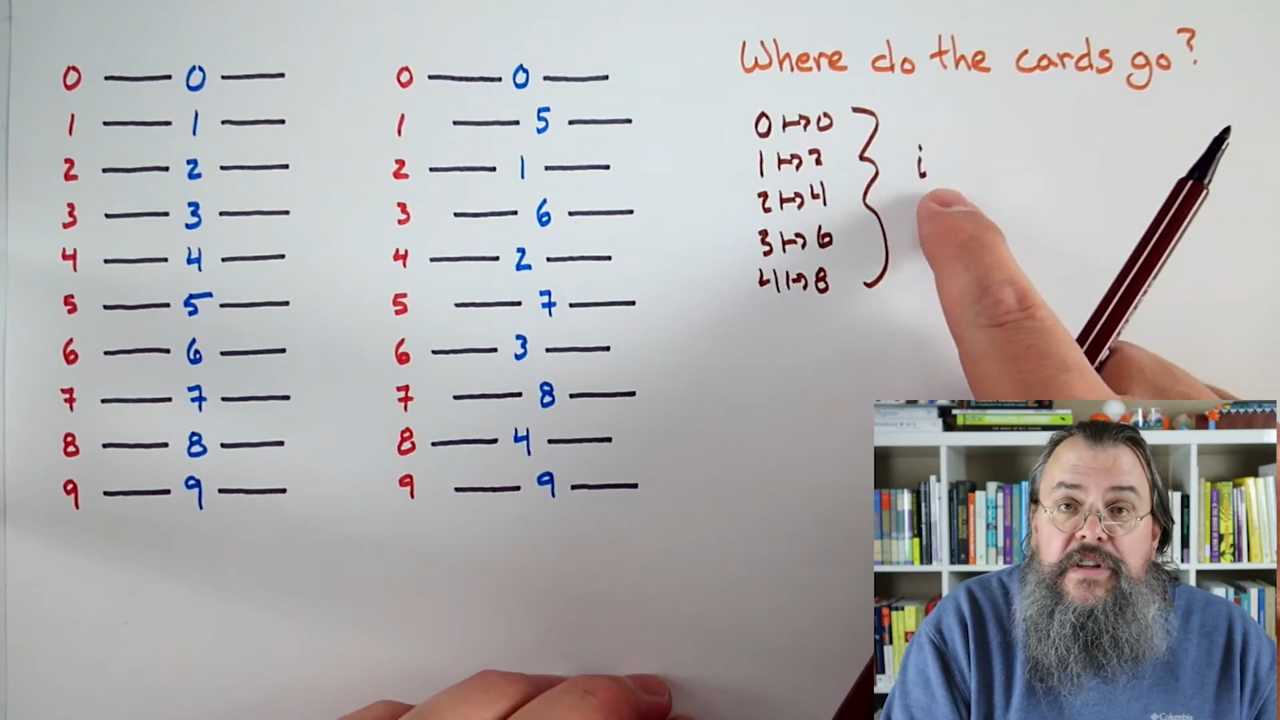 Where do the cards go?
0 — 0 —
1 — 1 —
2 — 2 —
3 — 3 —
4 — 4 —
5 — 5 —
6 — 6 —
7 — 7 —
8 — 8 —
9 — 9 —
0 — 0 —
1 — 5 —
2 — 1 —
3 — 6 —
4 — 2 —
5 — 7 —
6 — 3 —
7 — 8 —
8 — 4 —
9 — 9 —
0 ↦ 0
1 ↦ 2
2 ↦ 4
3 ↦ 6
4 ↦ 8
i
Columbia